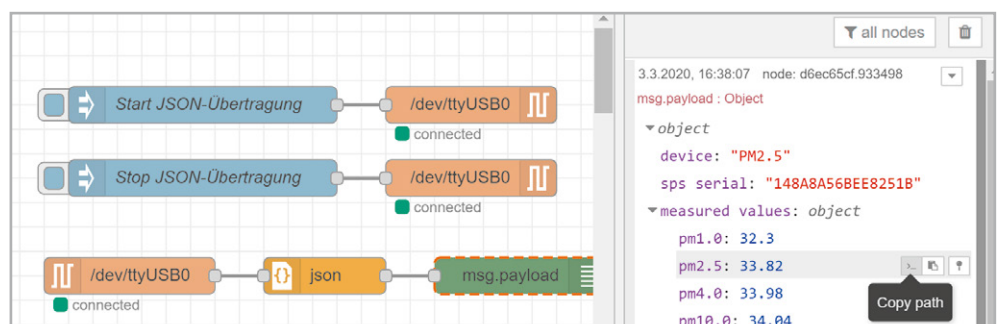 Start JSON-Übertragung
/dev/ttyUSB0
connected
Stop JSON-Übertragung
/dev/ttyUSB0
connected
/dev/ttyUSB0
connected
{}
json
msg.payload
all nodes
3.3.2020, 16:38:07 node: d6ec65cf.933498
msg.payload : Object
object
device: "PM2.5"
sps serial: "148A8A56BEE8251B"
measured values: object
pm1.0: 32.3
pm2.5: 33.82
pm4.0: 33.98
Copy path
pm10.0: 34.04